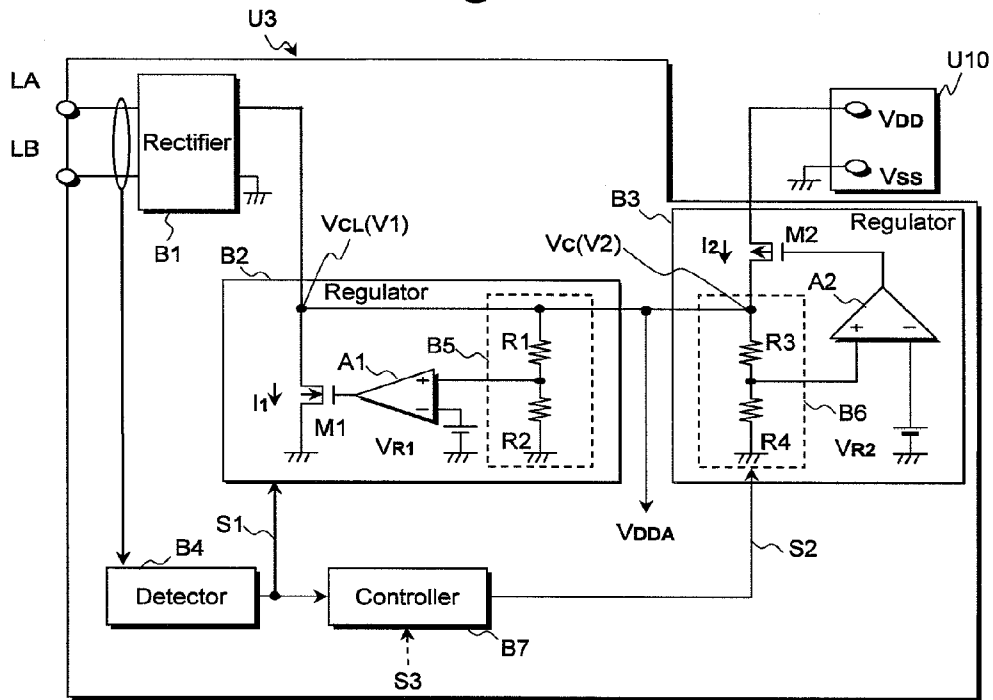 U3
U10
LA
LB
Rectifier
B1
VDD
VSS
B3
Regulator
VCL(V1)
VC(V2)
I2
M2
A2
+
−
B2
Regulator
B5
R1
R2
A1
+
−
I1
M1
VR1
R3
R4
B6
VR2
S1
VDDA
S2
B4
Detector
Controller
B7
S3